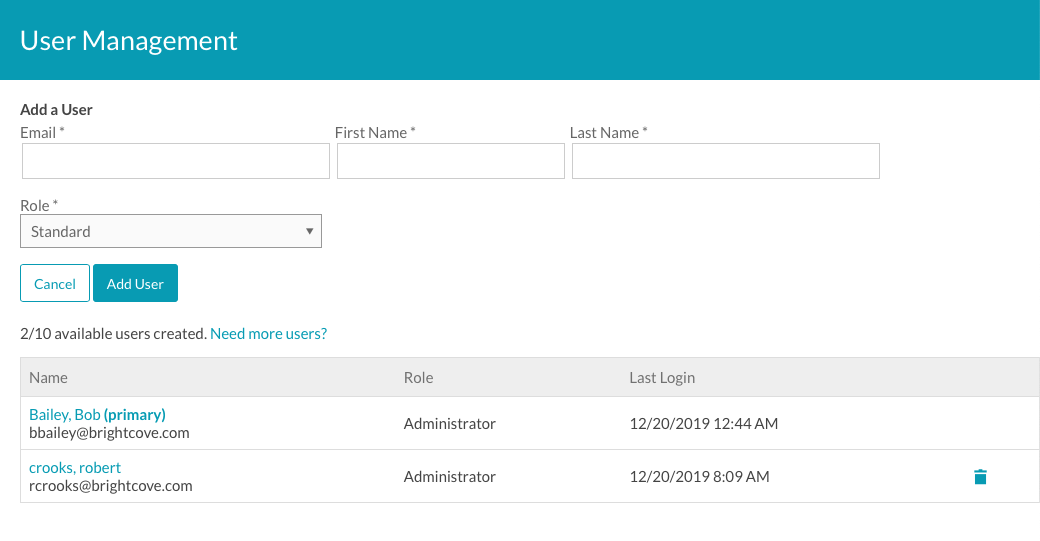 User Management
Add a User
Email * First Name * Last Name *
Role *
Standard
Cancel Add User
2/10 available users created. Need more users?
Name Role Last Login
Bailey, Bob (primary)
bbailey@brightcove.com Administrator 12/20/2019 12:44 AM
crooks, robert
rcrooks@brightcove.com Administrator 12/20/2019 8:09 AM